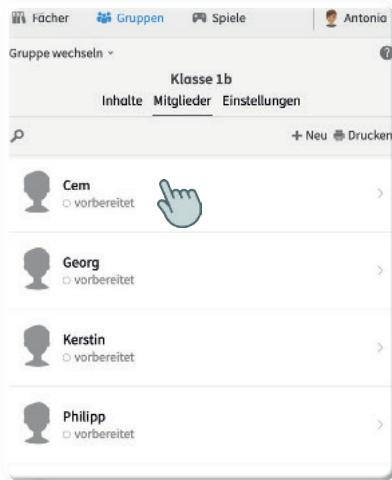 Fächer Gruppen Spiele Antonia
Gruppe wechseln
Klasse 1b
Inhalte Mitglieder Einstellungen
+ Neu Drucken
Cem
vorbereitet
Georg
vorbereitet
Kerstin
vorbereitet
Philipp
vorbereitet